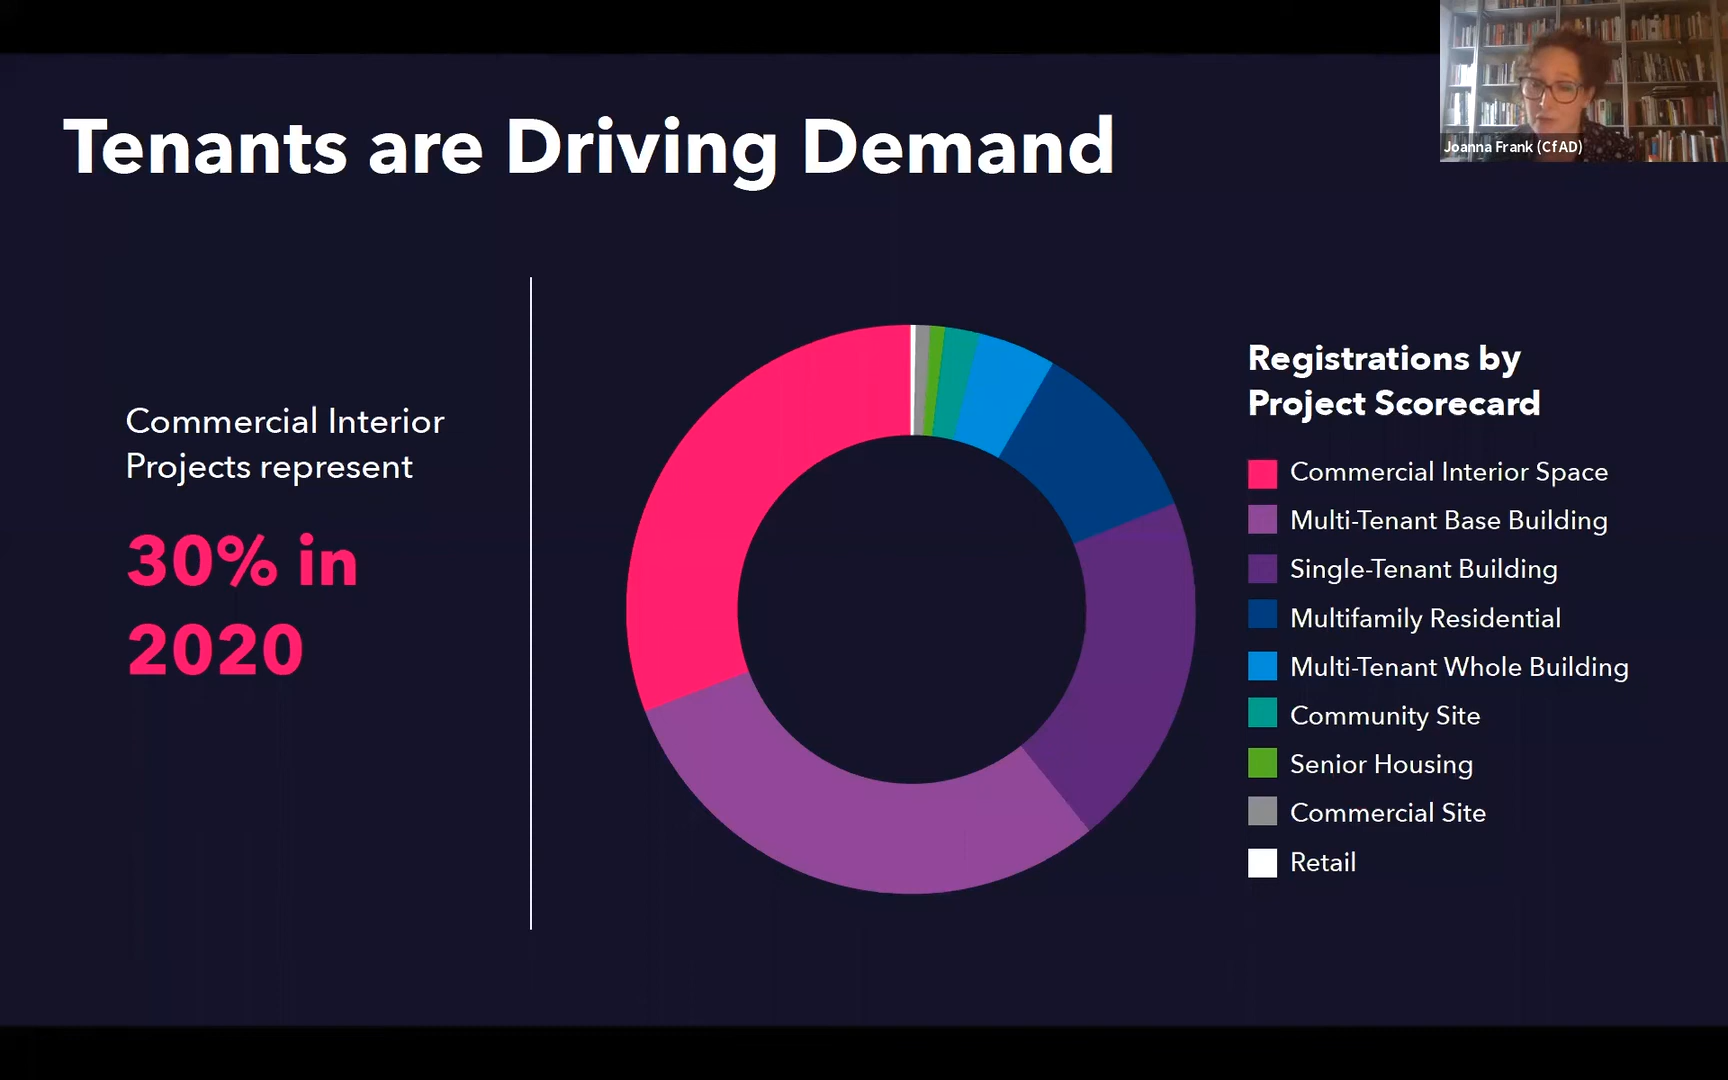 Tenants are Driving Demand
Joanna Frank (CfAD)
Commercial Interior
Projects represent
30% in
2020
Registrations by
Project Scorecard
Commercial Interior Space
Multi-Tenant Base Building
Single-Tenant Building
Multifamily Residential
Multi-Tenant Whole Building
Community Site
Senior Housing
Commercial Site
Retail